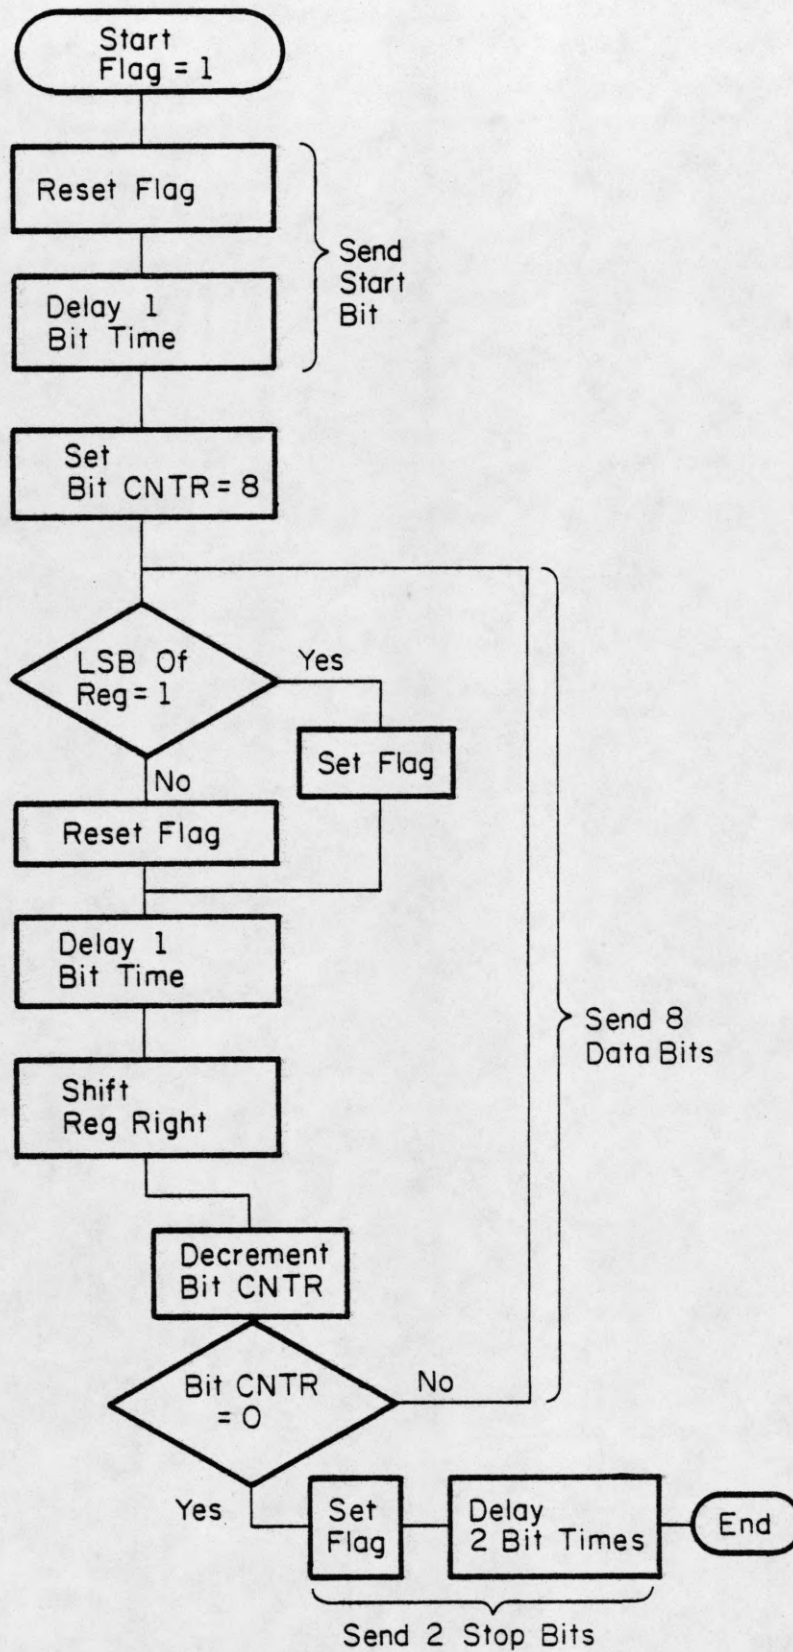 Start
Flag = 1
Reset Flag
Send
Start
Bit
Delay 1
Bit Time
Set
Bit CNTR = 8
LSB Of
Reg = 1
Yes
Set Flag
No
Reset Flag
Delay 1
Bit Time
Send 8
Data Bits
Shift
Reg Right
Decrement
Bit CNTR
Bit CNTR
= 0
No
Yes
Set
Flag
Delay
2 Bit Times
End
Send 2 Stop Bits